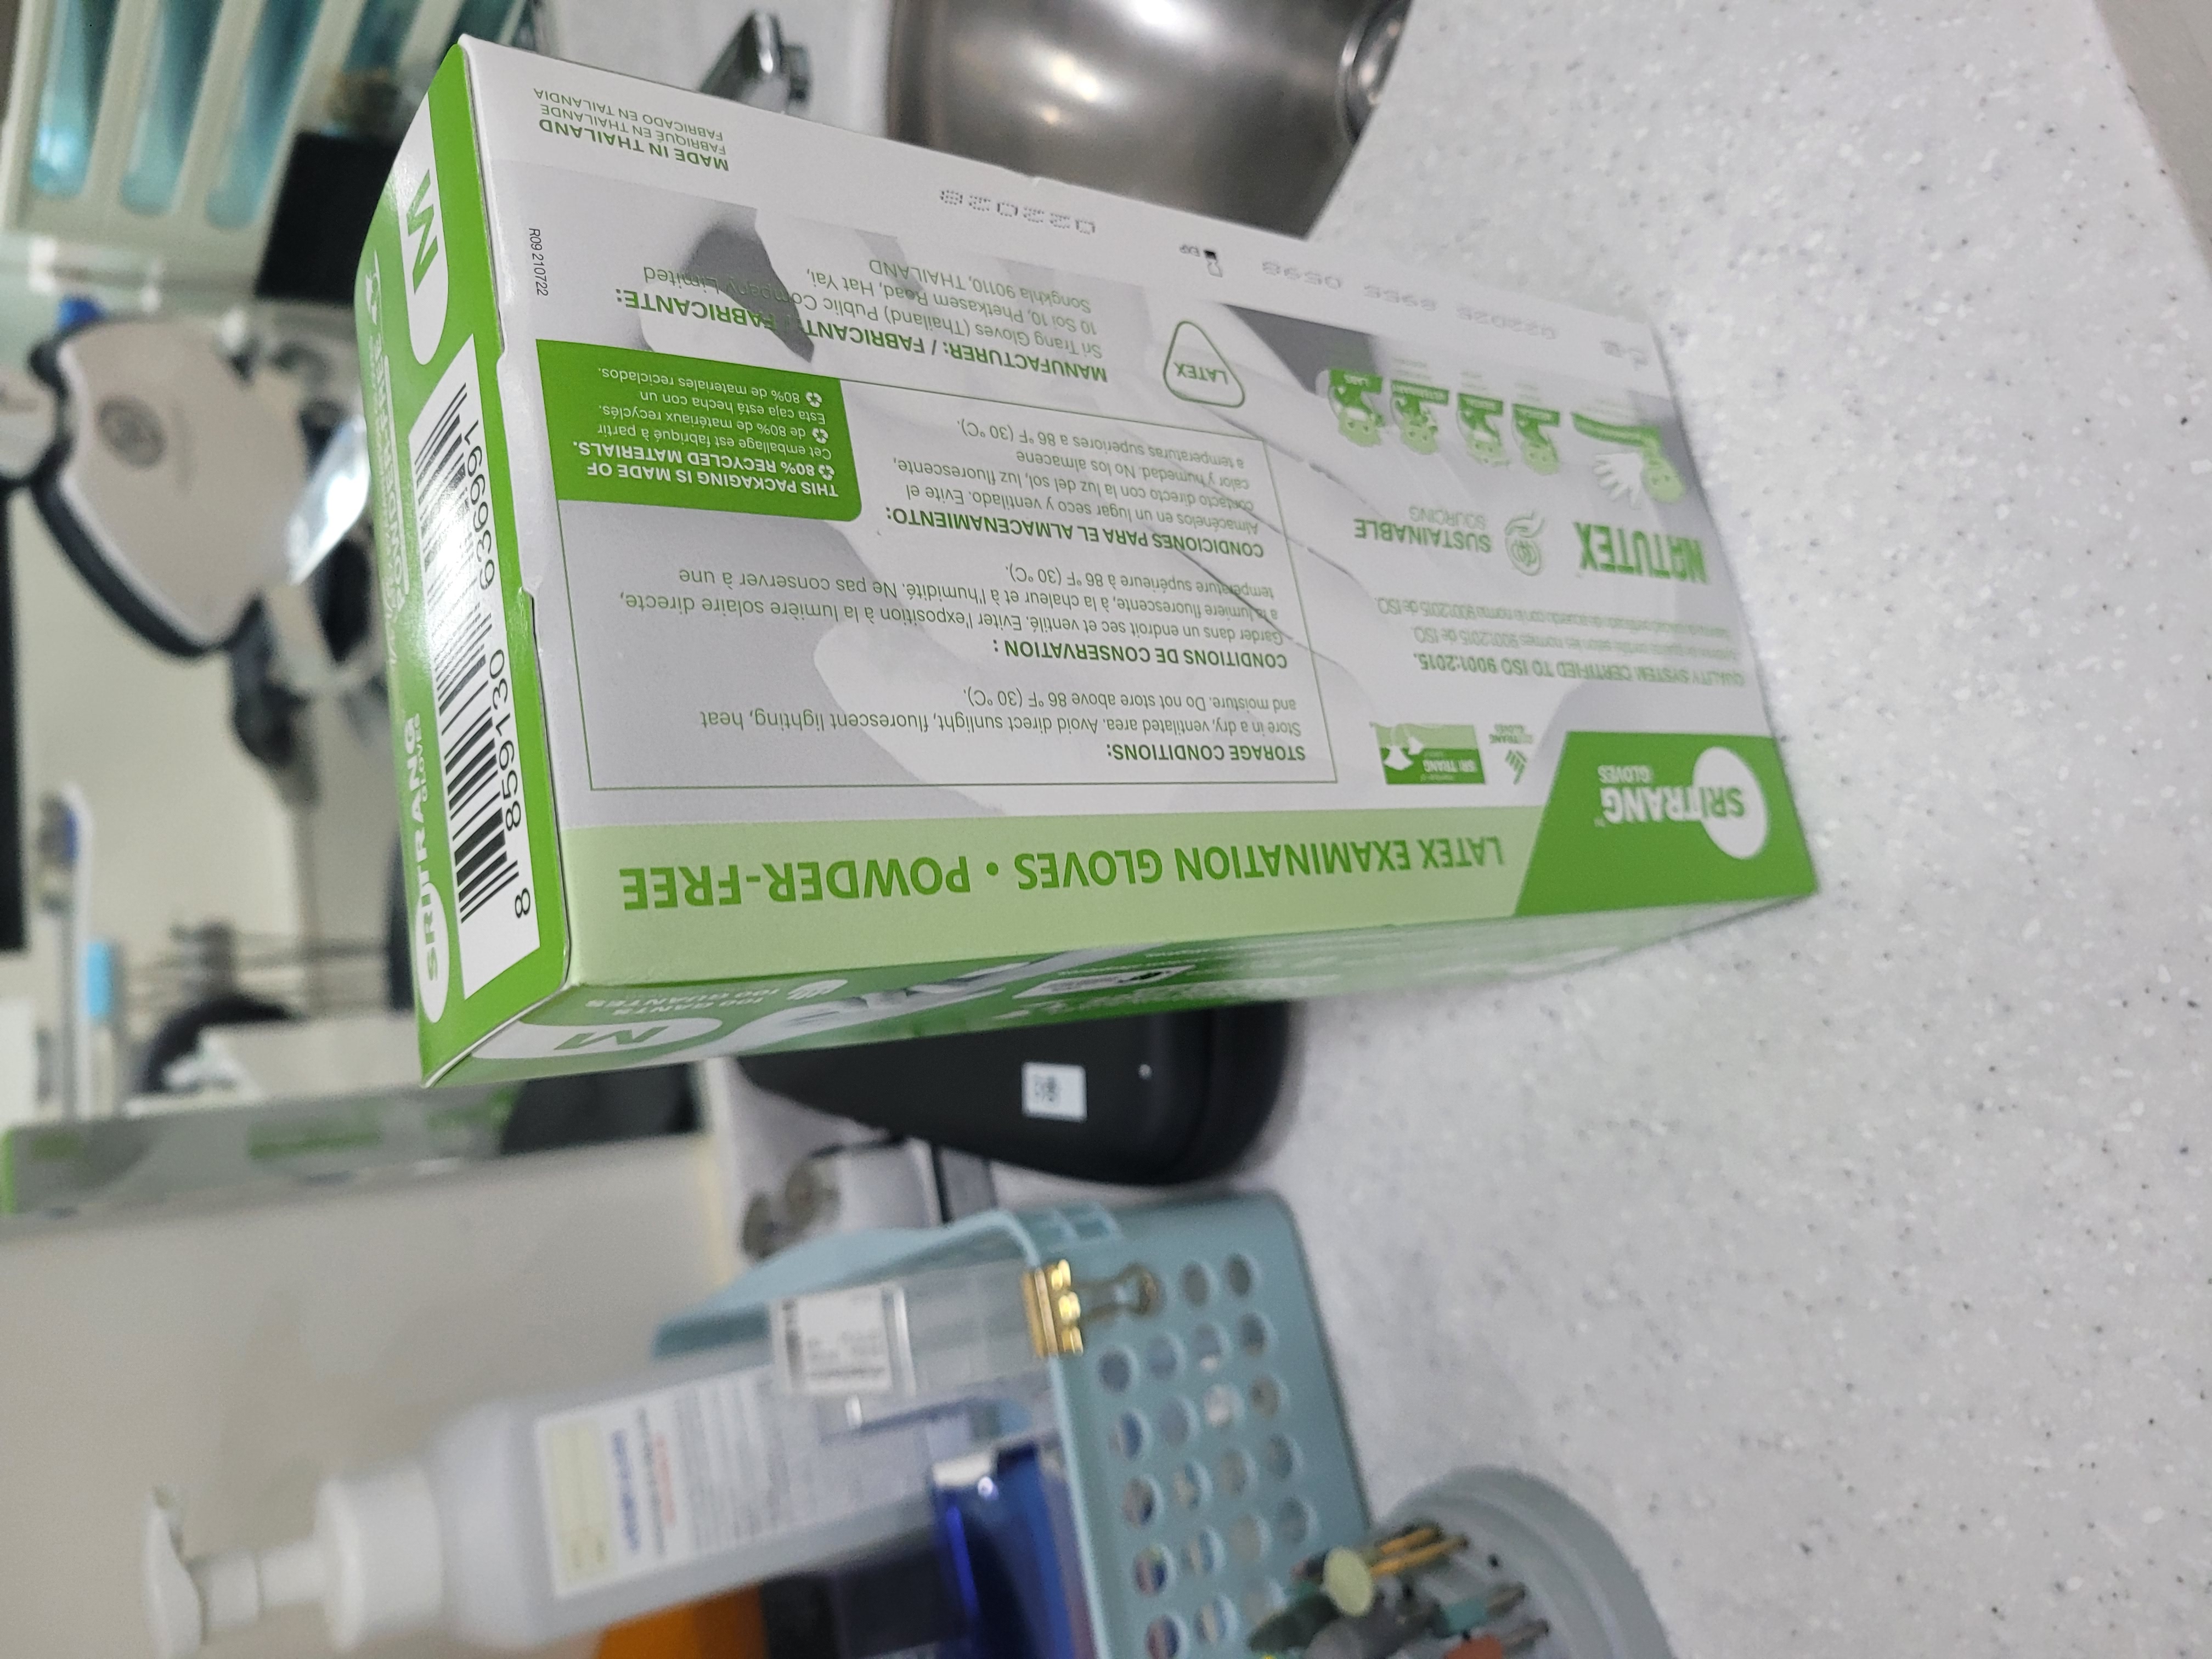 SRITRANG
GLOVES
POWDER-FREE
8 859130 636991
M
M
LATEX EXAMINATION GLOVES • POWDER-FREE
SRITRANG™
GLOVES
STORAGE CONDITIONS:
Store in a dry, ventilated area. Avoid direct sunlight, fluorescent lighting, heat
and moisture. Do not store above 86 °F (30 °C).
CONDITIONS DE CONSERVATION :
Garder dans un endroit sec et ventilé. Eviter l'exposition à la lumière solaire directe,
a la lumiere fluorescente, à la chaleur et à l'humidité. Ne pas conserver à une
température supérieure à 86 °F (30 °C).
CONDICIONES PARA EL ALMACENAMIENTO:
Almacénelos en un lugar seco y ventilado. Evite el
contacto directo con la luz del sol, luz fluorescente,
calor y humedad. No los almacene
a temperaturas superiores a 86 °F (30 °C).
THIS PACKAGING IS MADE OF
80% RECYCLED MATERIALS.
Cet emballage est fabriqué à partir
de 80% de matériaux recyclés.
Esta caja está hecha con un
80% de materiales reciclados.
SRI TRANG
QUALITY SYSTEM CERTIFIED TO ISO 9001:2015.
NATUTEX
SUSTAINABLE
SOURCING
LATEX
MANUFACTURER: / FABRICANT / FABRICANTE:
Sri Trang Gloves (Thailand) Public Company Limited
10 Soi 10, Phetkasem Road, Hat Yai,
Songkhla 90110, THAILAND
EXP
R09 210722
MADE IN THAILAND
FABRIQUÉ EN THAÏLANDE
FABRICADO EN TAILANDIA